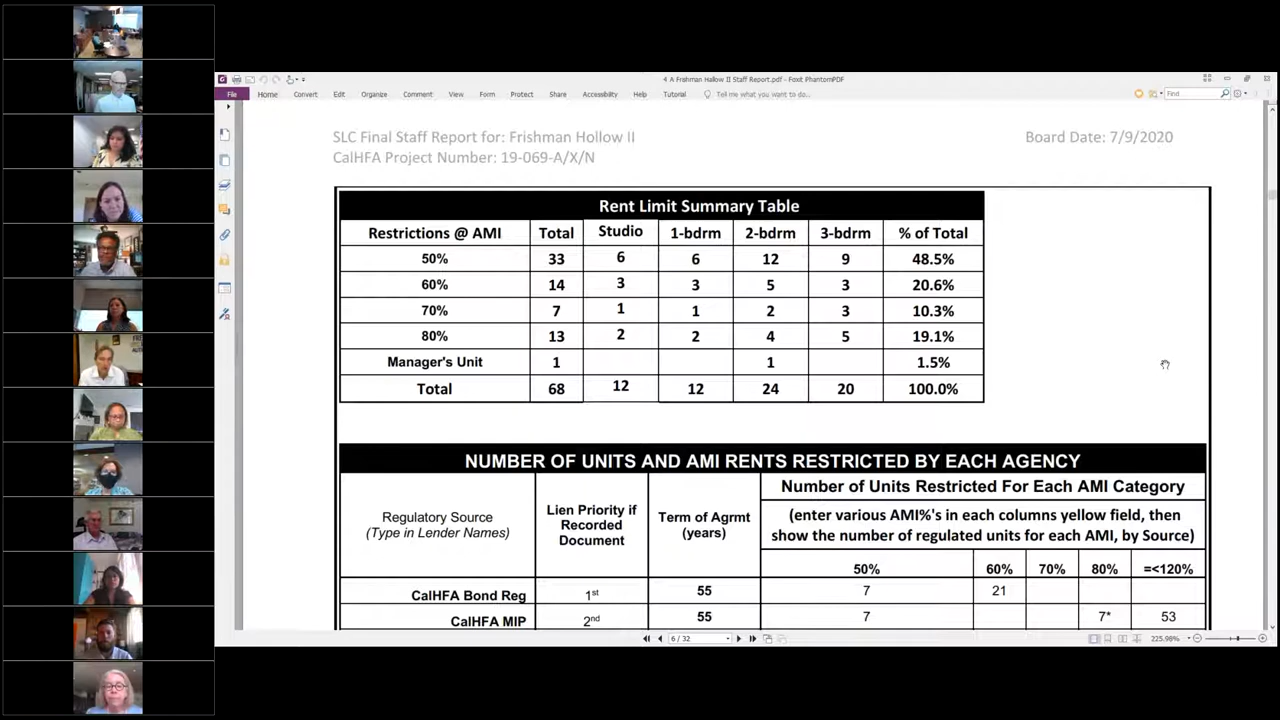 4 A Frishman Hollow II Staff Report.pdf - Foxit PhantomPDF
File Home Convert Edit Organize Comment View Form Protect Share Accessibility Help Tutorial Tell me what you want to do... Find
SLC Final Staff Report for: Frishman Hollow II Board Date: 7/9/2020
CalHFA Project Number: 19-069-A/X/N
Rent Limit Summary Table
Restrictions @ AMI Total Studio 1-bdrm 2-bdrm 3-bdrm % of Total
50% 33 6 6 12 9 48.5%
60% 14 3 3 5 3 20.6%
70% 7 1 1 2 3 10.3%
80% 13 2 2 4 5 19.1%
Manager's Unit 1 1 1.5%
Total 68 12 12 24 20 100.0%
NUMBER OF UNITS AND AMI RENTS RESTRICTED BY EACH AGENCY
Regulatory Source
(Type in Lender Names)
Lien Priority if
Recorded
Document
Term of Agrmt
(years)
Number of Units Restricted For Each AMI Category
(enter various AMI%'s in each columns yellow field, then
show the number of regulated units for each AMI, by Source)
50% 60% 70% 80% =<120%
CalHFA Bond Reg 1st 55 7 21
CalHFA MIP 2nd 55 7 7* 53
6 / 32 225.98%